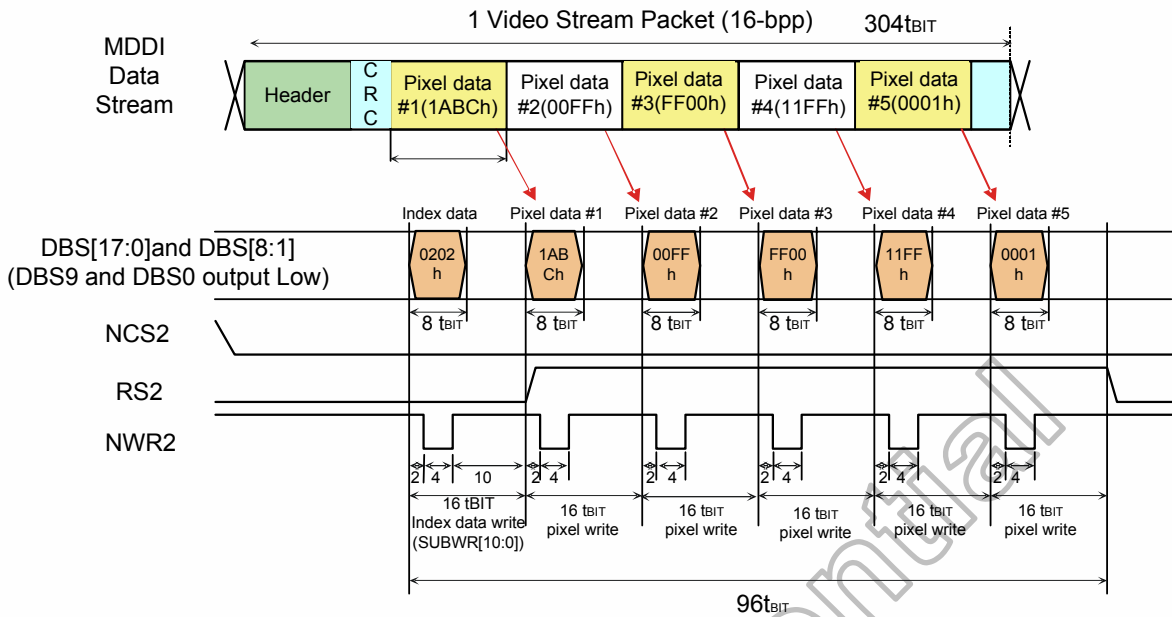 1 Video Stream Packet (16-bpp)
304tBIT
MDDI
Data
Stream
Header
C
R
C
Pixel data
#1(1ABCh)
Pixel data
#2(00FFh)
Pixel data
#3(FF00h)
Pixel data
#4(11FFh)
Pixel data
#5(0001h)
Index data
Pixel data #1
Pixel data #2
Pixel data #3
Pixel data #4
Pixel data #5
DBS[17:0]and DBS[8:1]
(DBS9 and DBS0 output Low)
0202
h
1AB
Ch
00FF
h
FF00
h
11FF
h
0001
h
8 tBIT
8 tBIT
8 tBIT
8 tBIT
8 tBIT
8 tBIT
NCS2
RS2
NWR2
2 4 10
2 4
2 4
2 4
2 4
2 4
16 tBIT
Index data write
(SUBWR[10:0])
16 tBIT
pixel write
16 tBIT
pixel write
16 tBIT
pixel write
16 tBIT
pixel write
16 tBIT
pixel write
96tBIT
ential